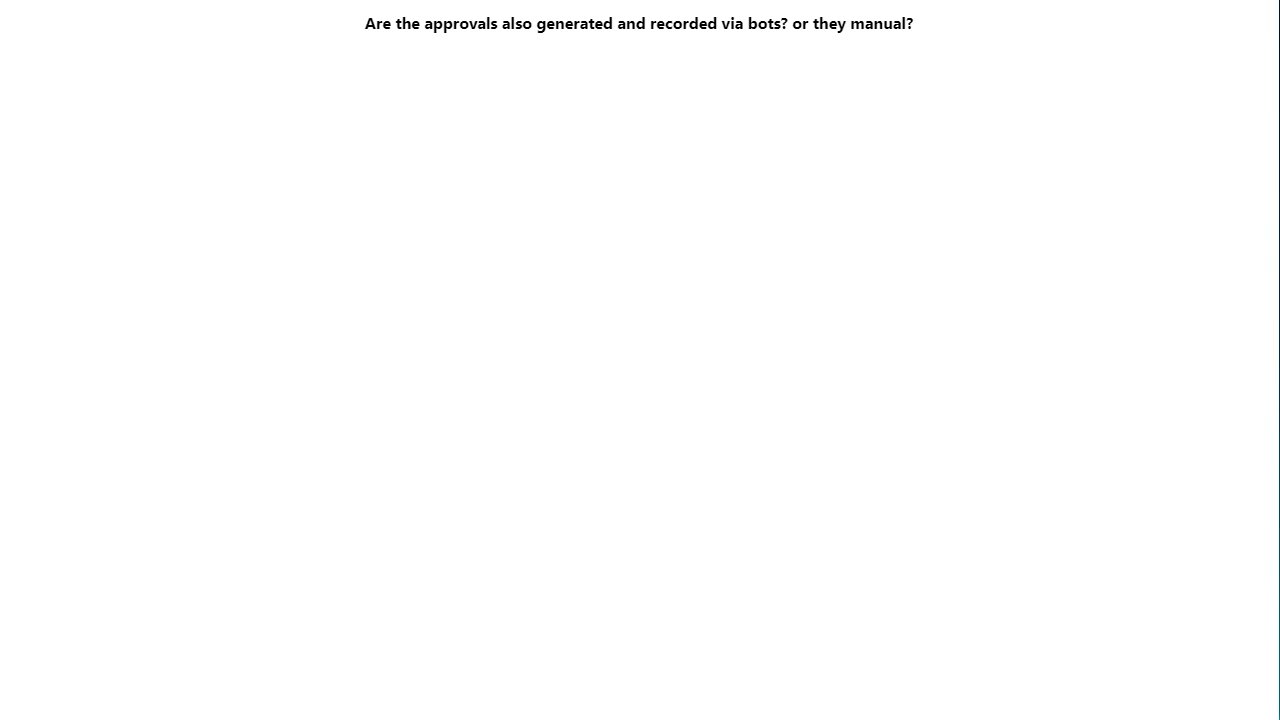 Are the approvals also generated and recorded via bots? or they manual?